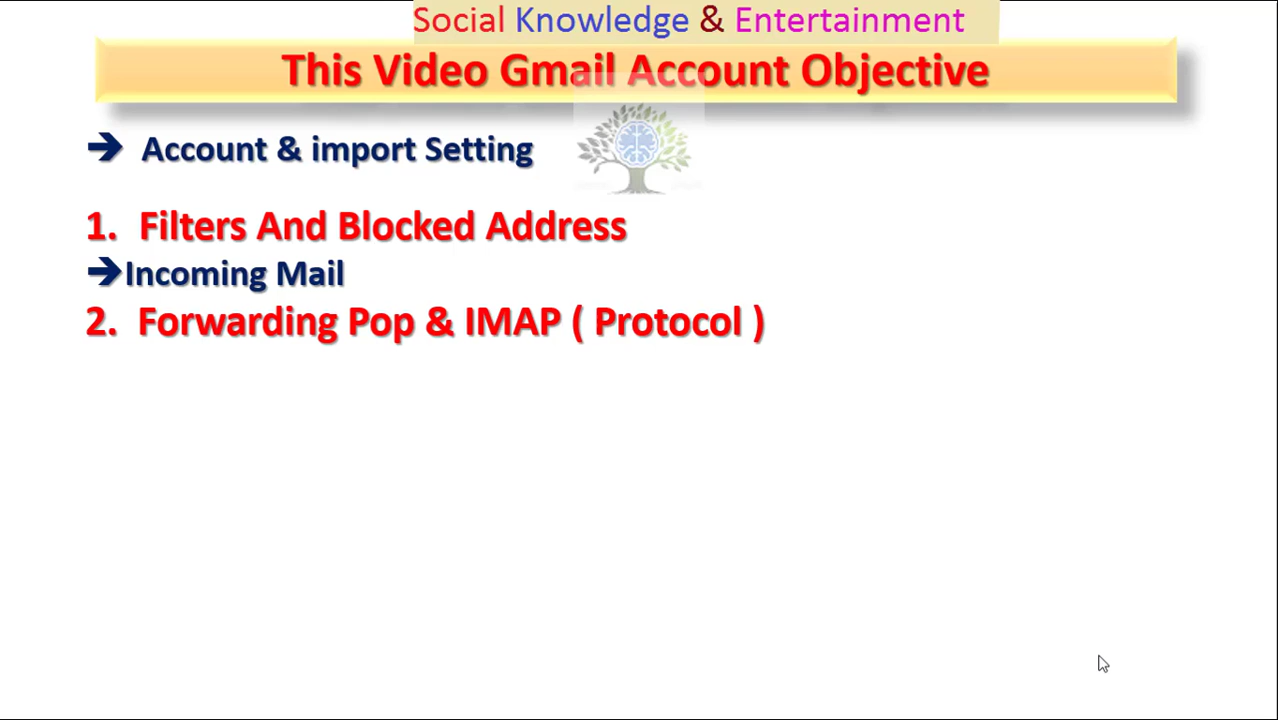 Social Knowledge & Entertainment
This Video Gmail Account Objective
➔ Account & import Setting
1. Filters And Blocked Address
➔Incoming Mail
2. Forwarding Pop & IMAP ( Protocol )